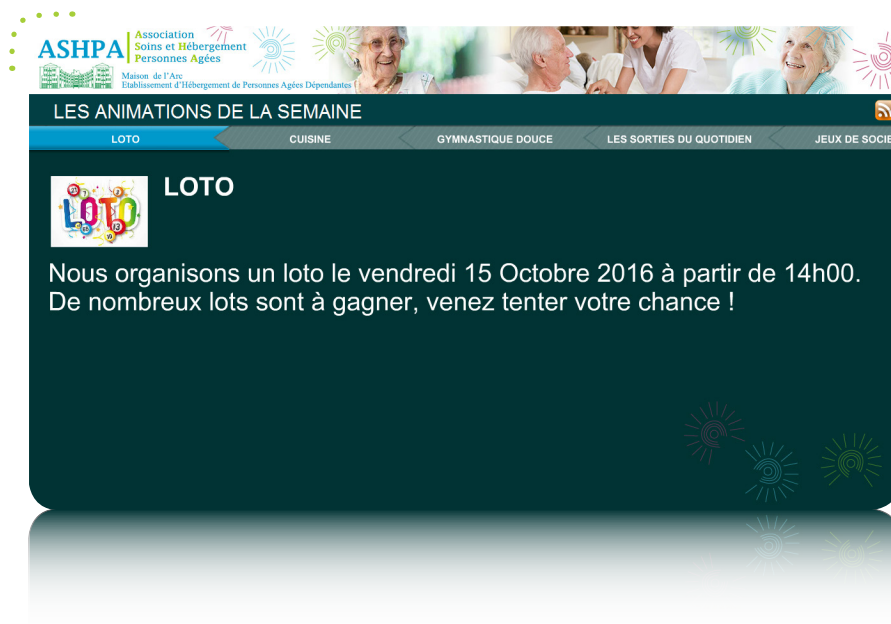 ASHPA
Association
Soins et Hébergement
Personnes Agées
Maison de l'Arc
Etablissement d'Hébergement de Personnes Agées Dépendantes
LES ANIMATIONS DE LA SEMAINE
LOTO
CUISINE
GYMNASTIQUE DOUCE
LES SORTIES DU QUOTIDIEN
JEUX DE SOCIE
LOTO
LOTO
Nous organisons un loto le vendredi 15 Octobre 2016 à partir de 14h00.
De nombreux lots sont à gagner, venez tenter votre chance !